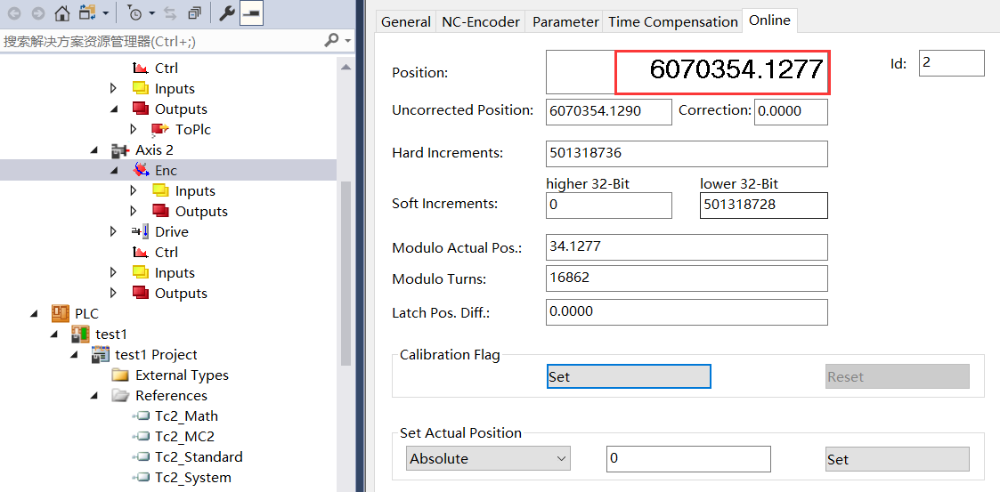 搜索解决方案资源管理器(Ctrl+;)
Ctrl
Inputs
Outputs
ToPlc
Axis 2
Enc
Inputs
Outputs
Drive
Ctrl
Inputs
Outputs
PLC
test1
test1 Project
External Types
References
Tc2_Math
Tc2_MC2
Tc2_Standard
Tc2_System
General NC-Encoder Parameter Time Compensation Online
Position: 6070354.1277 Id: 2
Uncorrected Position: 6070354.1290 Correction: 0.0000
Hard Increments: 501318736
higher 32-Bit lower 32-Bit
Soft Increments: 0 501318728
Modulo Actual Pos.: 34.1277
Modulo Turns: 16862
Latch Pos. Diff.: 0.0000
Calibration Flag
Set Reset
Set Actual Position
Absolute 0 Set